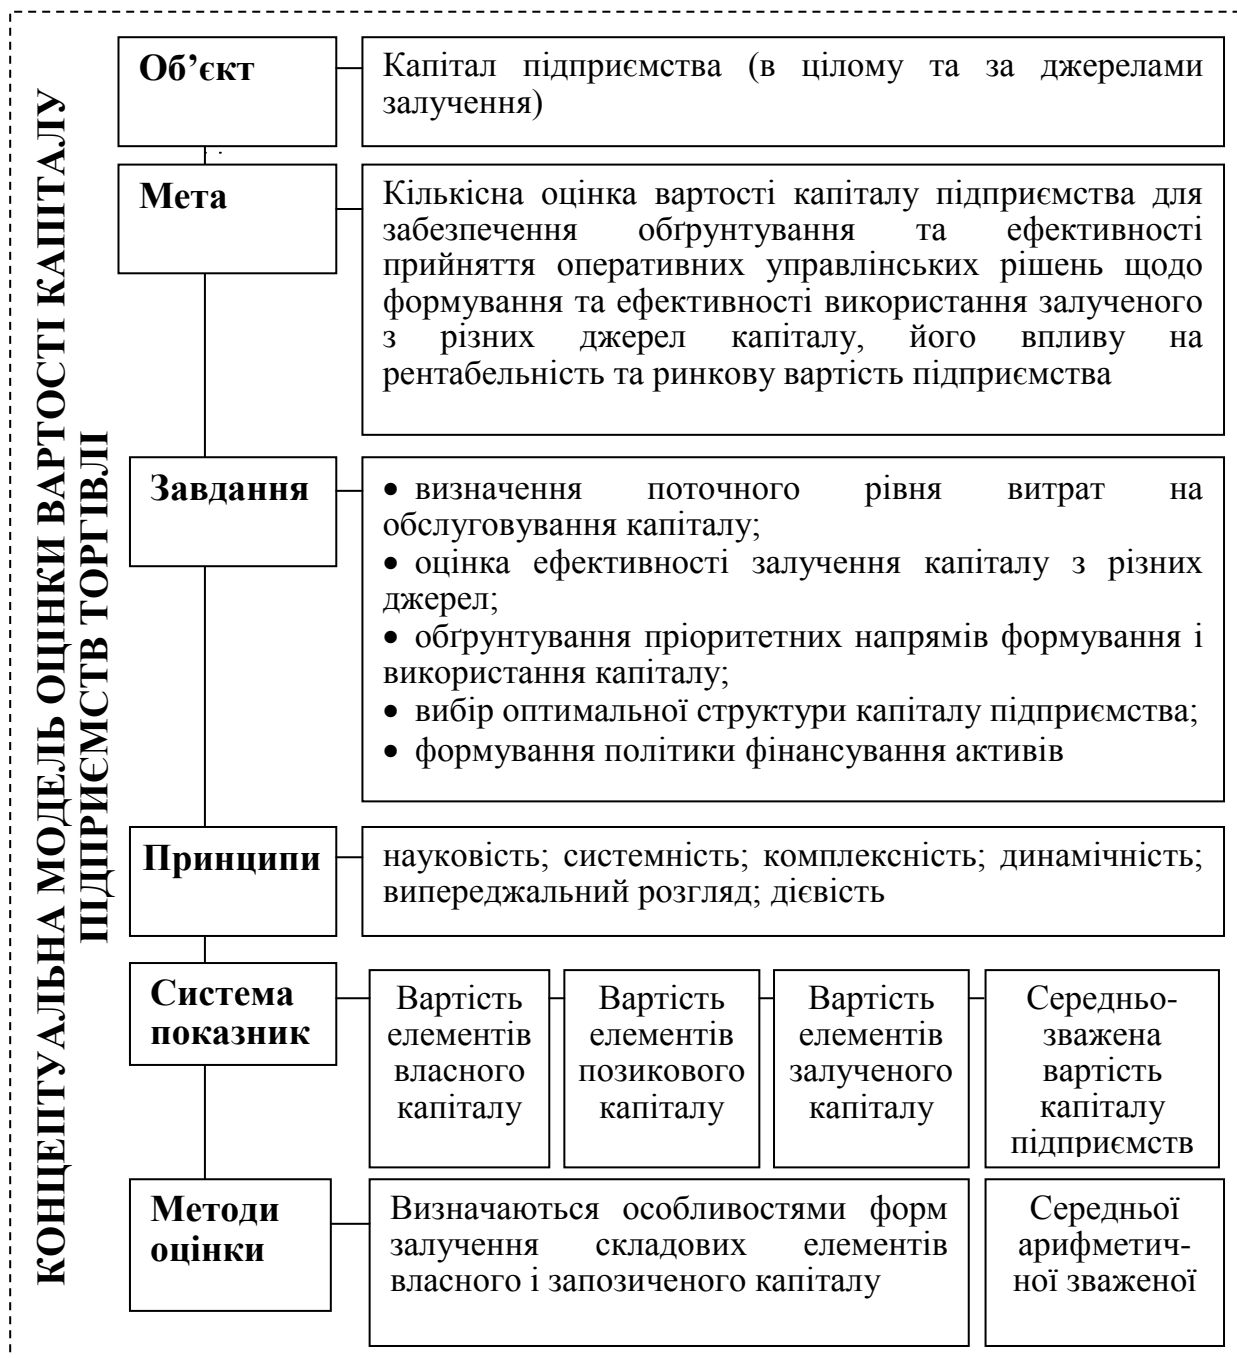 КОНЦЕПТУАЛЬНА МОДЕЛЬ ОЦІНКИ ВАРТОСТІ КАПІТАЛУ
ПІДПРИЄМСТВ ТОРГІВЛІ
Об’єкт
Капітал підприємства (в цілому та за джерелами
залучення)
Мета
Кількісна оцінка вартості капіталу підприємства для
забезпечення обґрунтування та ефективності
прийняття оперативних управлінських рішень щодо
формування та ефективності використання залученого
з різних джерел капіталу, його впливу на
рентабельність та ринкову вартість підприємства
Завдання
• визначення поточного рівня витрат на
обслуговування капіталу;
• оцінка ефективності залучення капіталу з різних
джерел;
• обґрунтування пріоритетних напрямів формування і
використання капіталу;
• вибір оптимальної структури капіталу підприємства;
• формування політики фінансування активів
Принципи
науковість; системність; комплексність; динамічність;
випереджальний розгляд; дієвість
Система
показник
Вартість
елементів
власного
капіталу
Вартість
елементів
позикового
капіталу
Вартість
елементів
залученого
капіталу
Середньо-
зважена
вартість
капіталу
підприємств
Методи
оцінки
Визначаються особливостями форм
залучення складових елементів
власного і запозиченого капіталу
Середньої
арифметич-
ної зваженої